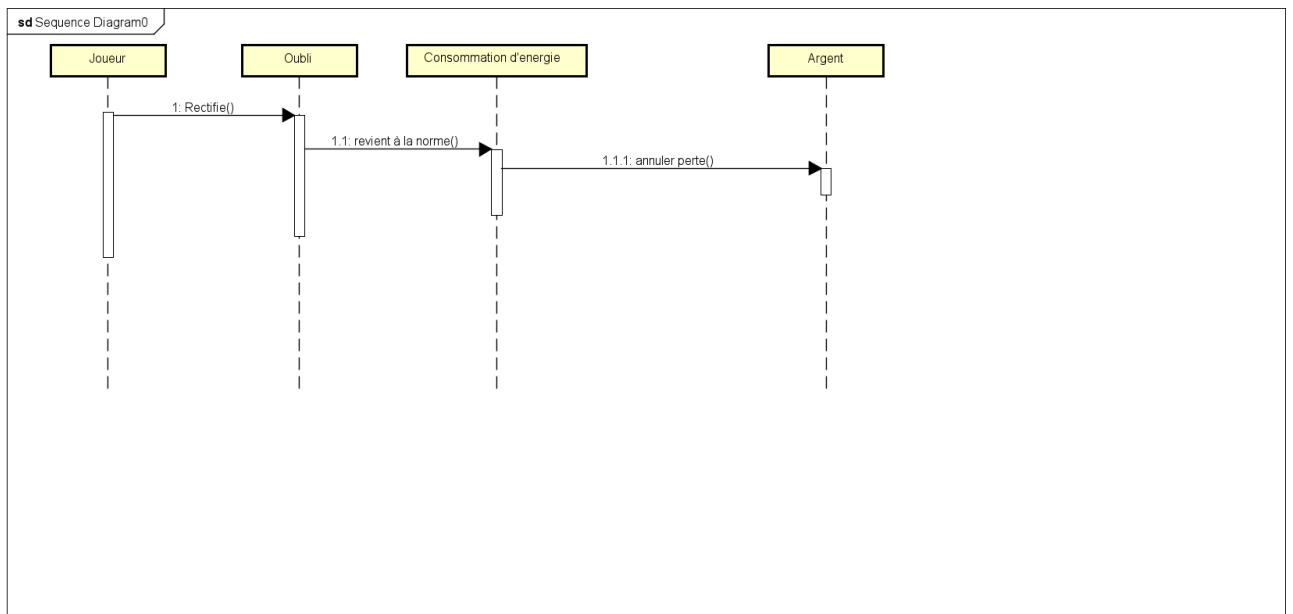 sd Sequence Diagram0
Joueur
Oubli
Consommation d'energie
Argent
1: Rectifie()
1.1: revient à la norme()
1.1.1: annuler perte()